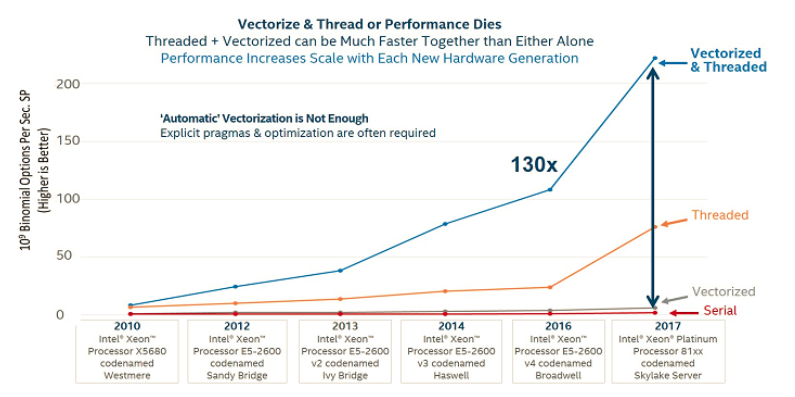 Vectorize & Thread or Performance Dies
Threaded + Vectorized can be Much Faster Together than Either Alone
Performance Increases Scale with Each New Hardware Generation
Vectorized
& Threaded
200
'Automatic' Vectorization is Not Enough
Explicit pragmas & optimization are often required
150
130x
10⁹ Binomial Options Per Sec. SP
(Higher is Better)
100
Threaded
50
Vectorized
Serial
0
2010
Intel® Xeon™
Processor X5680
codenamed
Westmere
2012
Intel® Xeon™
Processor E5-2600
codenamed
Sandy Bridge
2013
Intel® Xeon™
Processor E5-2600
v2 codenamed
Ivy Bridge
2014
Intel® Xeon™
Processor E5-2600
v3 codenamed
Haswell
2016
Intel® Xeon™
Processor E5-2600
v4 codenamed
Broadwell
2017
Intel® Xeon® Platinum
Processor 81xx
codenamed
Skylake Server